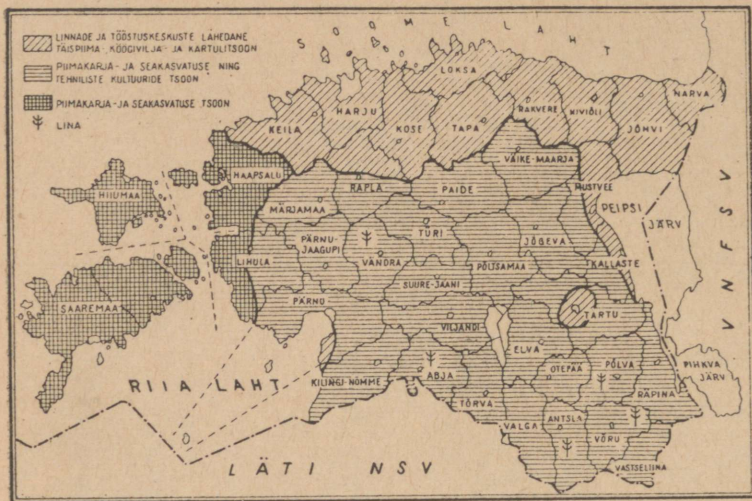 LINNADE JA TÖÖSTUSKESKUSTE LÄHEDANE
TÄISPIIMA-, KÖÖGIVILJA- JA KARTULITSOON
PIIMAKARJA- JA SEAKASVATUSE NING
TEHNILISTE KULTUURIDE TSOON
PIIMAKARJA- JA SEAKASVATUSE TSOON
LINA
SOOME LAHT
LOKSA
NARVA
HARJU
RAKVERE
KIVIÕLI
JÕHVI
KEILA
KOSE
TAPA
VÄIKE-MAARJA
HAAPSALU
HIIUMAA
RAPLA
PAIDE
MUSTVEE
PEIPSI
JÄRV
MÄRJAMAA
TÜRI
JÕGEVA
PÄRNU-
JAAGUPI
LIHULA
VÄNDRA
PÕLTSAMAA
KALLASTE
SUURE-JAANI
VNFSV
SAAREMAA
PÄRNU
VILJANDI
TARTU
ELVA
RIIA LAHT
KILINGI-NÕMME
ABJA
OTEPÄÄ
PÕLVA
PIHKVA
JÄRV
RÄPINA
TÕRVA
VALGA
ANTSLA
VÕRU
VASTSELIINA
LÄTI NSV